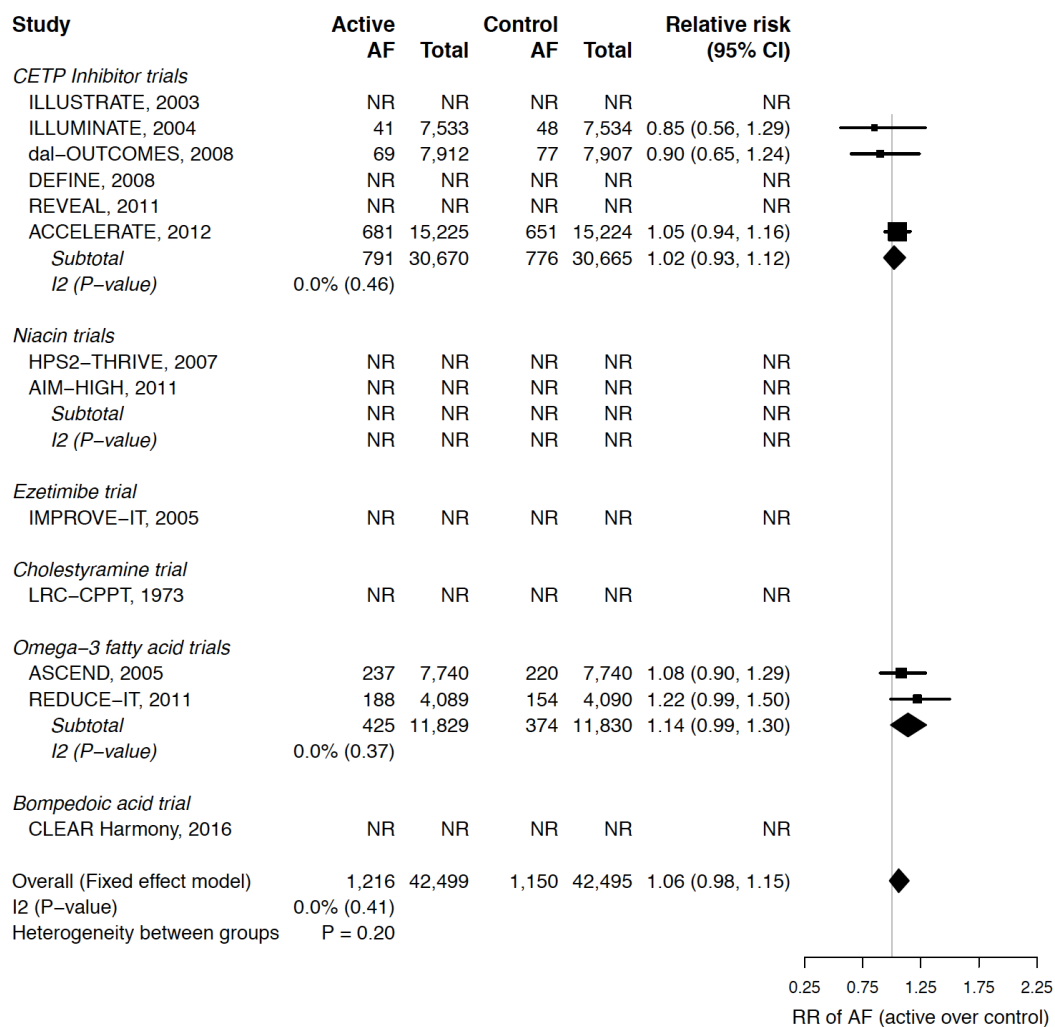 Study Active Control Relative risk
AF Total AF Total (95% CI)
CETP Inhibitor trials
ILLUSTRATE, 2003 NR NR NR NR NR
ILLUMINATE, 2004 41 7,533 48 7,534 0.85 (0.56, 1.29)
dal−OUTCOMES, 2008 69 7,912 77 7,907 0.90 (0.65, 1.24)
DEFINE, 2008 NR NR NR NR NR
REVEAL, 2011 NR NR NR NR NR
ACCELERATE, 2012 681 15,225 651 15,224 1.05 (0.94, 1.16)
Subtotal 791 30,670 776 30,665 1.02 (0.93, 1.12)
I2 (P−value) 0.0% (0.46)
Niacin trials
HPS2−THRIVE, 2007 NR NR NR NR NR
AIM−HIGH, 2011 NR NR NR NR NR
Subtotal NR NR NR NR NR
I2 (P−value) NR NR NR NR NR
Ezetimibe trial
IMPROVE−IT, 2005 NR NR NR NR NR
Cholestyramine trial
LRC−CPPT, 1973 NR NR NR NR NR
Omega−3 fatty acid trials
ASCEND, 2005 237 7,740 220 7,740 1.08 (0.90, 1.29)
REDUCE−IT, 2011 188 4,089 154 4,090 1.22 (0.99, 1.50)
Subtotal 425 11,829 374 11,830 1.14 (0.99, 1.30)
I2 (P−value) 0.0% (0.37)
Bompedoic acid trial
CLEAR Harmony, 2016 NR NR NR NR NR
Overall (Fixed effect model) 1,216 42,499 1,150 42,495 1.06 (0.98, 1.15)
I2 (P−value) 0.0% (0.41)
Heterogeneity between groups P = 0.20
0.25 0.75 1.25 1.75 2.25
RR of AF (active over control)